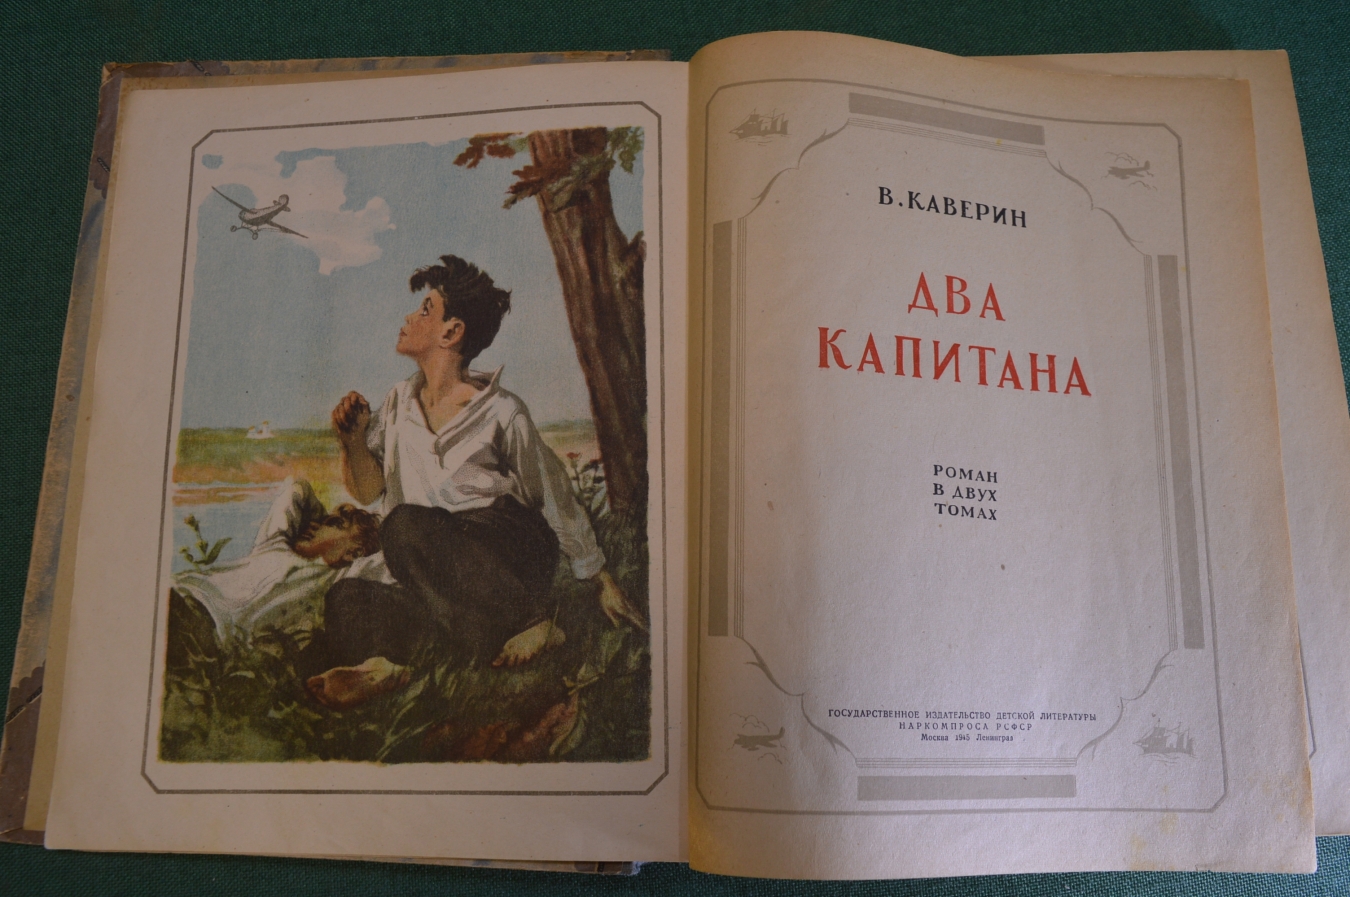 В. КАВЕРИН
ДВА
КАПИТАНА
РОМАН
В ДВУХ
ТОМАХ
ГОСУДАРСТВЕННОЕ ИЗДАТЕЛЬСТВО ДЕТСКОЙ ЛИТЕРАТУРЫ
НАРКОМПРОСА РСФСР
Москва 1945 Ленинград